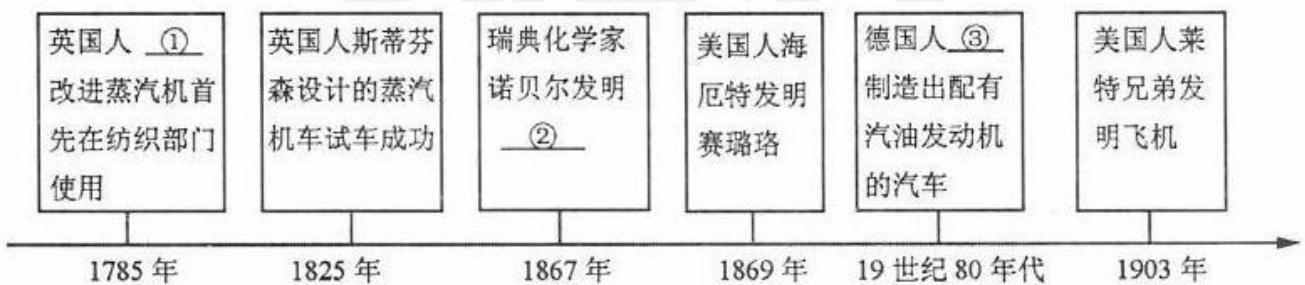 英国人 ①
改进蒸汽机首
先在纺织部门
使用
英国人斯蒂芬
森设计的蒸汽
机车试车成功
瑞典化学家
诺贝尔发明
②
美国人海
厄特发明
赛璐珞
德国人③
制造出配有
汽油发动机
的汽车
美国人莱
特兄弟发
明飞机
1785 年
1825 年
1867 年
1869 年
19 世纪 80 年代
1903 年